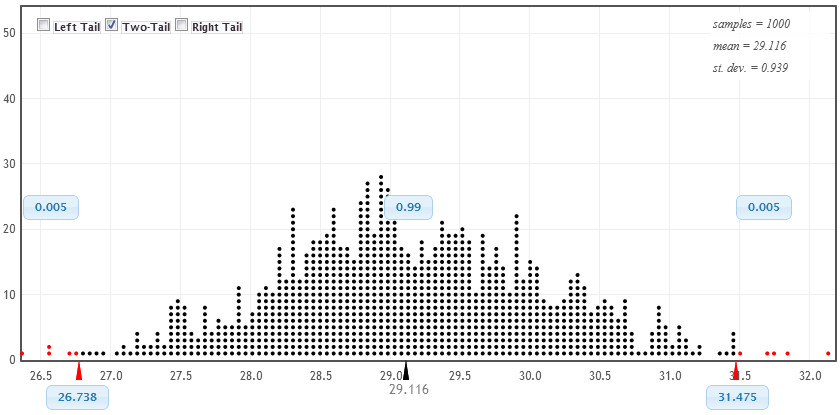 Left Tail Two-Tail Right Tail
samples = 1000
mean = 29.116
st. dev. = 0.939
50
40
30
20
10
0
0.005 0.99 0.005
26.5 27.0 27.5 28.0 28.5 29.0 29.5 30.0 30.5 31.0 31.5 32.0
29.116
26.738 31.475